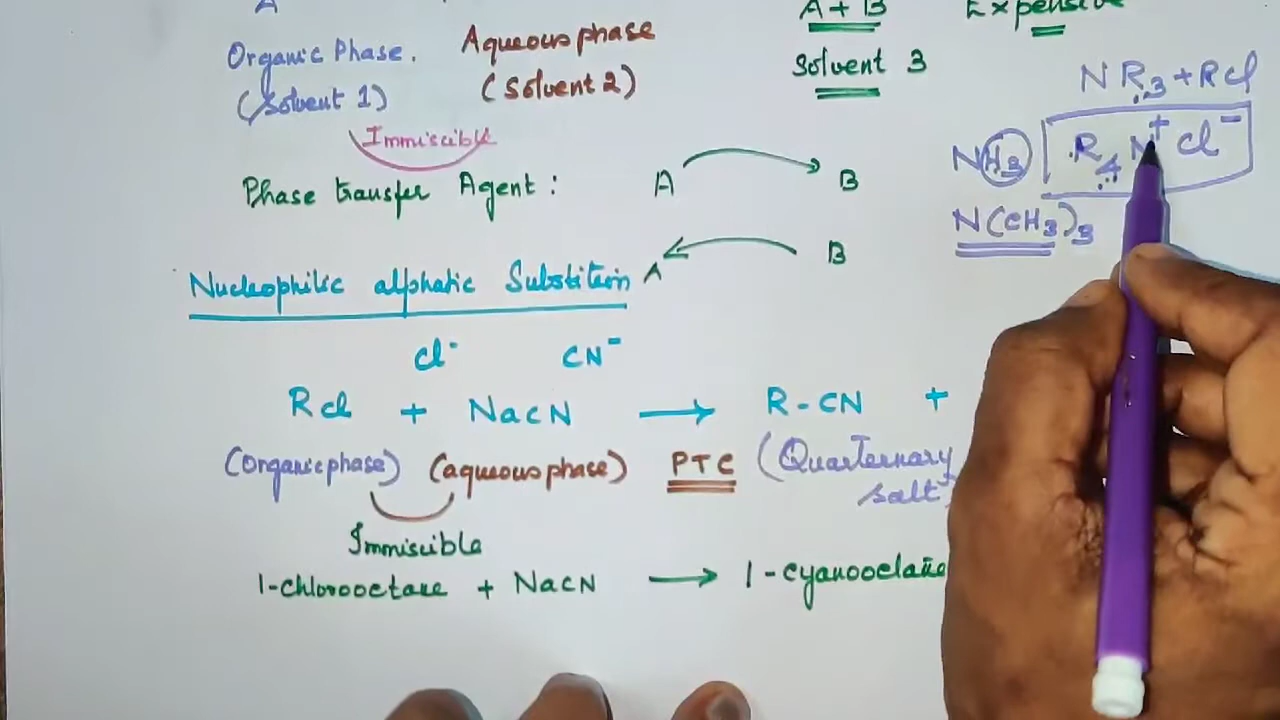 A
A + B Expensive
Organic Phase. Aqueous phase
(Solvent 1) (Solvent 2) Solvent 3
NR3 + RCl
Immiscible
NH3 R4 N+ Cl-
Phase transfer Agent : A B
N(CH3)3
A B
Nucleophilic aliphatic Substitution
Cl- CN-
RCl + NaCN → R-CN +
(Organic phase) (aqueous phase) PTC (Quarternary
salt
Immiscible
1-chlorooctane + NaCN → 1-cyanooctane